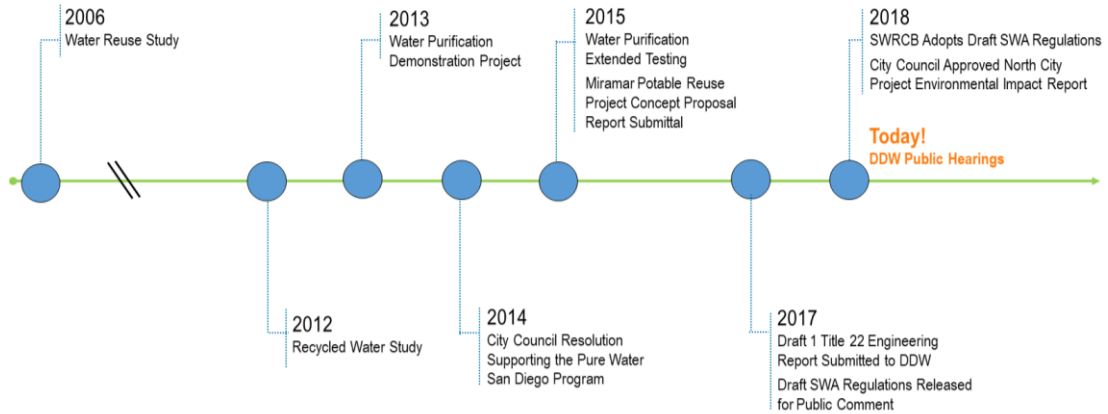 2006
Water Reuse Study
2013
Water Purification
Demonstration Project
2015
Water Purification
Extended Testing
Miramar Potable Reuse
Project Concept Proposal
Report Submittal
2018
SWRCB Adopts Draft SWA Regulations
City Council Approved North City
Project Environmental Impact Report
Today!
DDW Public Hearings
2012
Recycled Water Study
2014
City Council Resolution
Supporting the Pure Water
San Diego Program
2017
Draft 1 Title 22 Engineering
Report Submitted to DDW
Draft SWA Regulations Released
for Public Comment